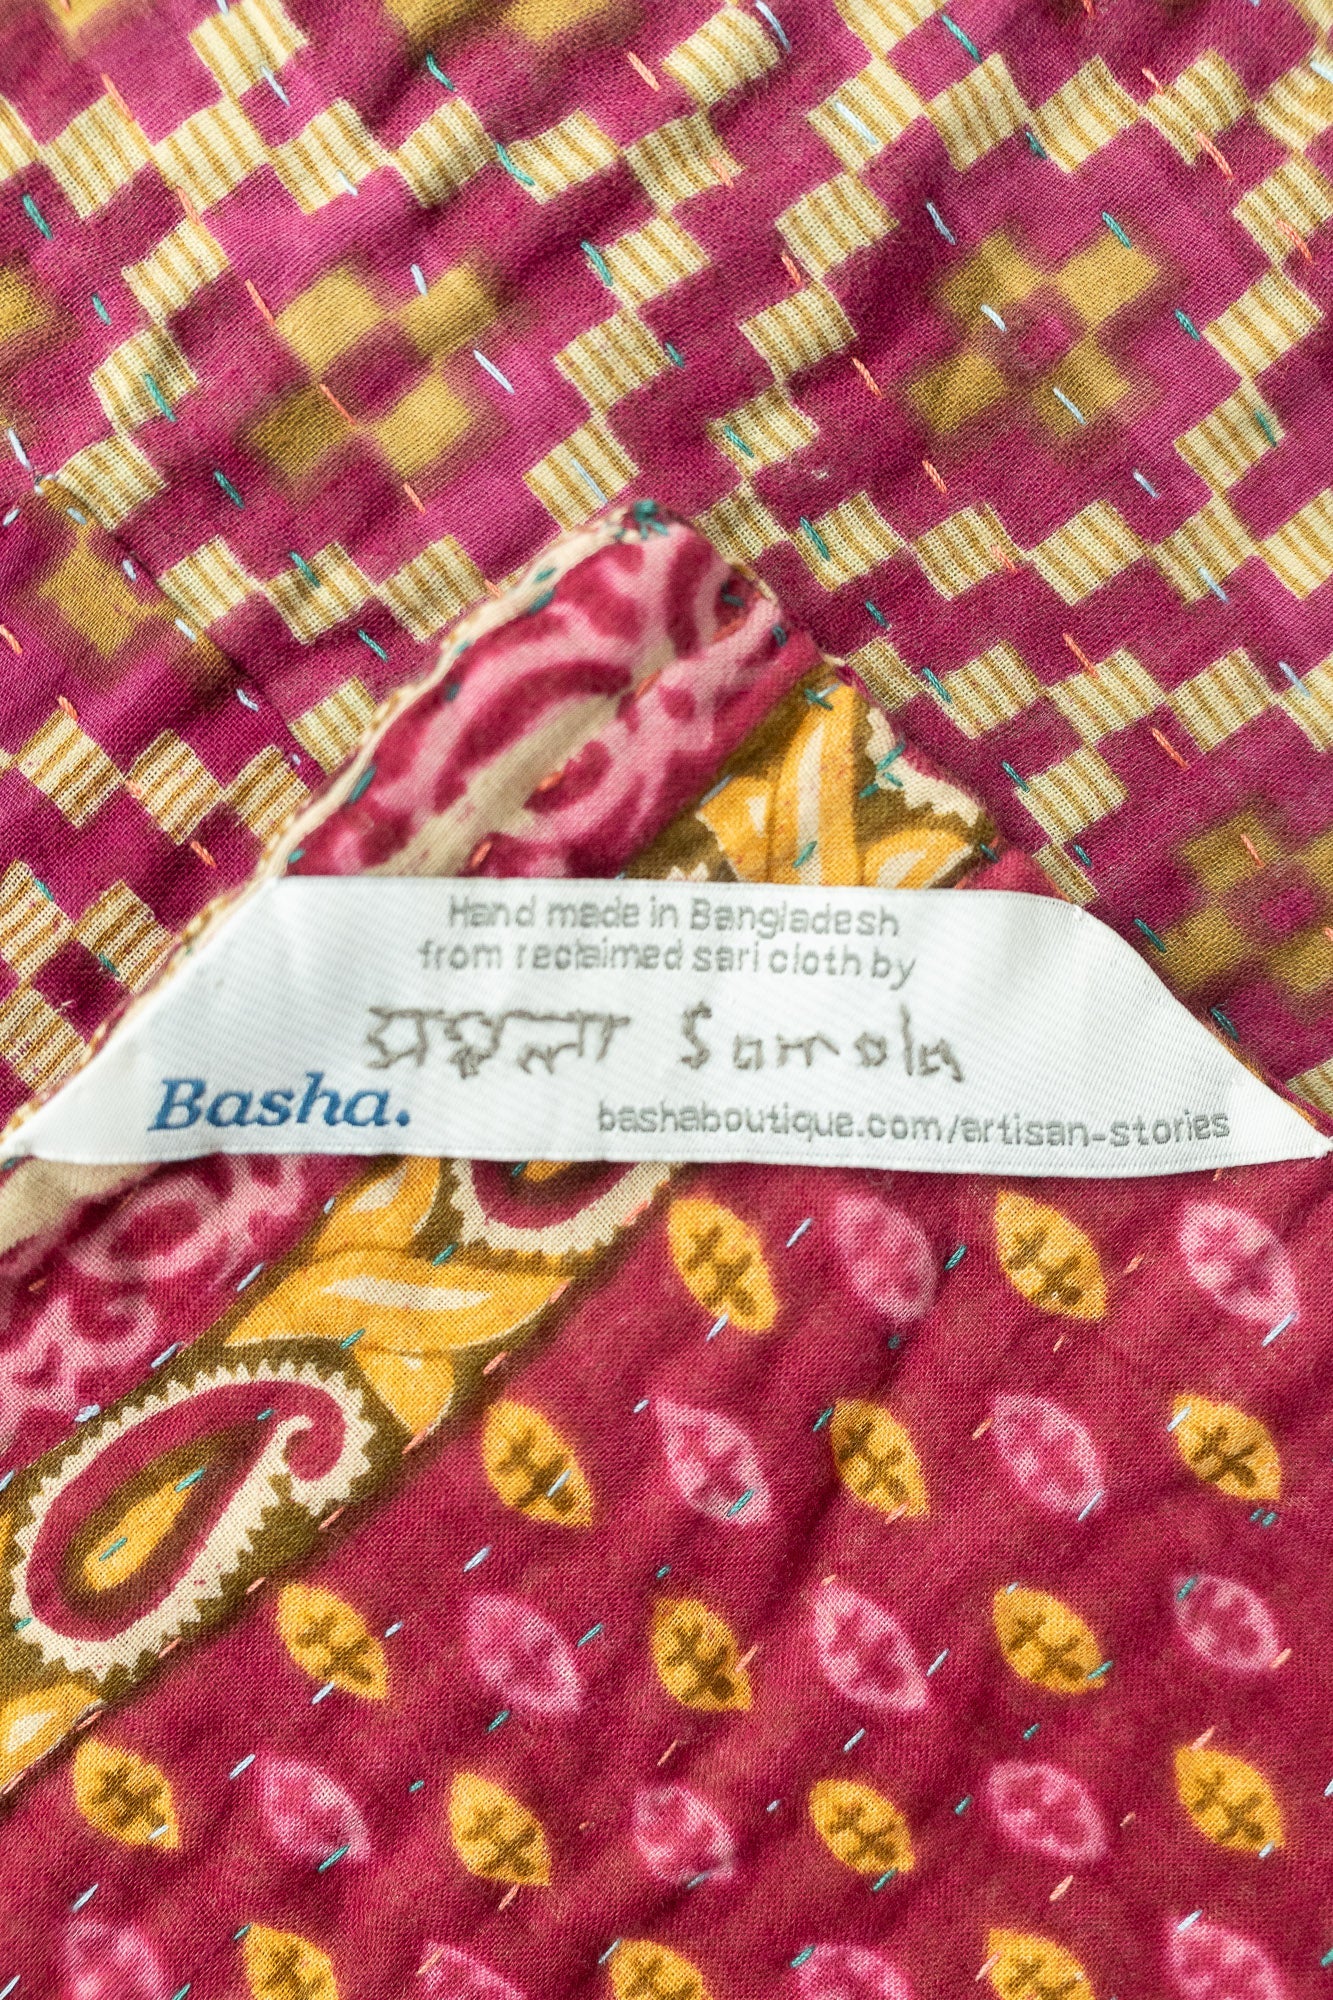 Hand made in Bangladesh
from reclaimed sari cloth by
Samola
Basha.
bashaboutique.com/artisan-stories